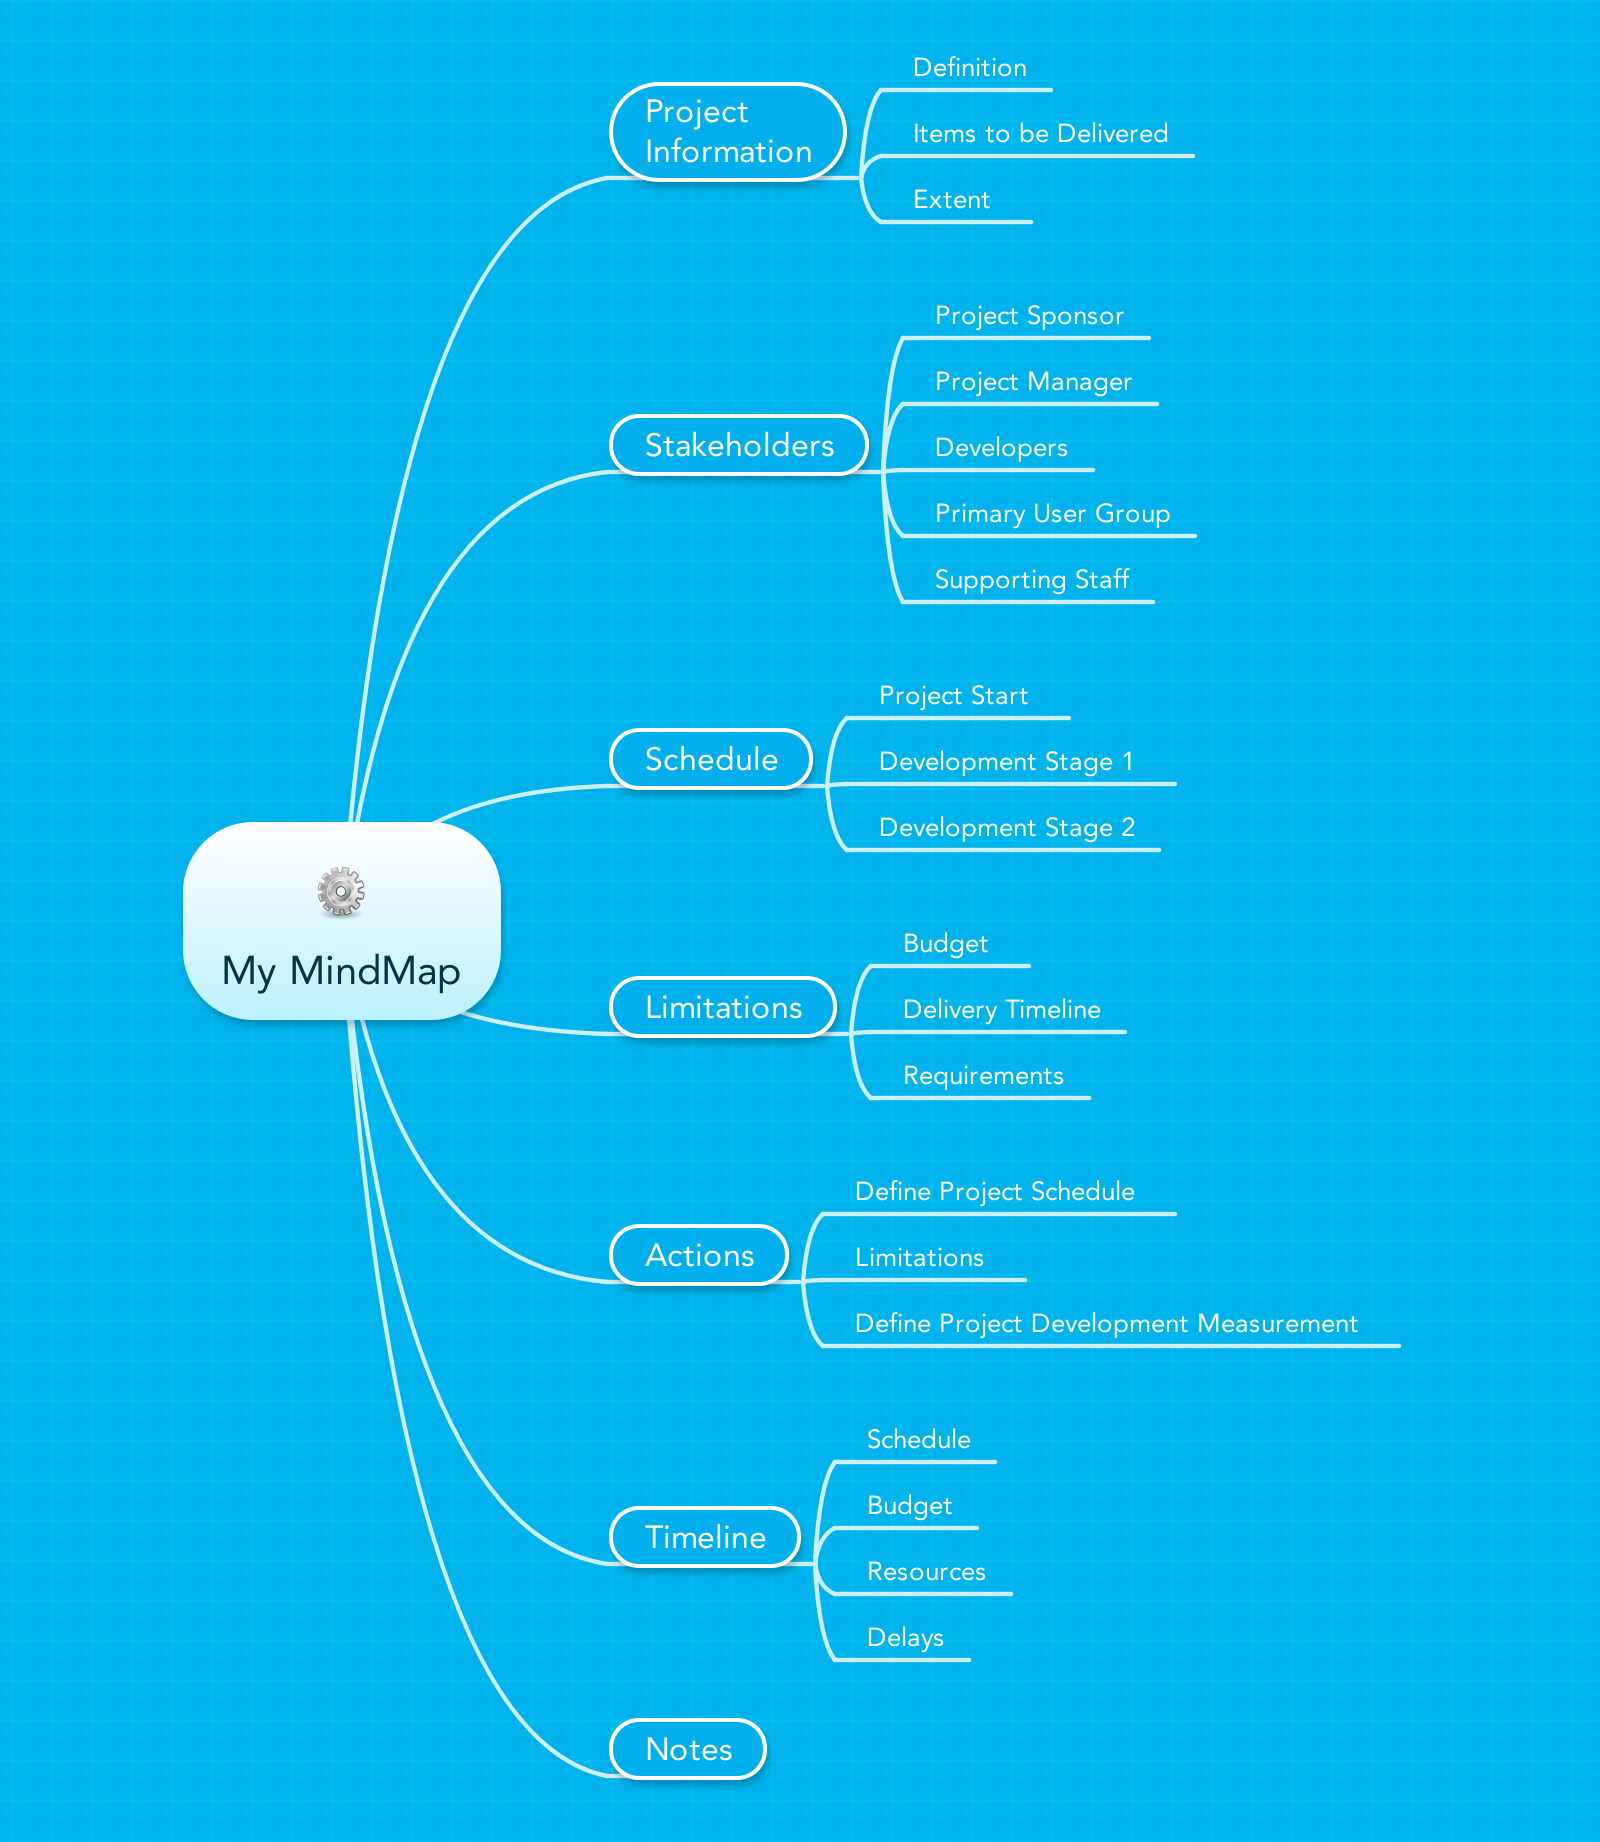 Definition
Project
Information
Items to be Delivered
Extent
Project Sponsor
Project Manager
Stakeholders
Developers
Primary User Group
Supporting Staff
Project Start
Schedule
Development Stage 1
Development Stage 2
My MindMap
Budget
Limitations
Delivery Timeline
Requirements
Define Project Schedule
Actions
Limitations
Define Project Development Measurement
Schedule
Budget
Timeline
Resources
Delays
Notes